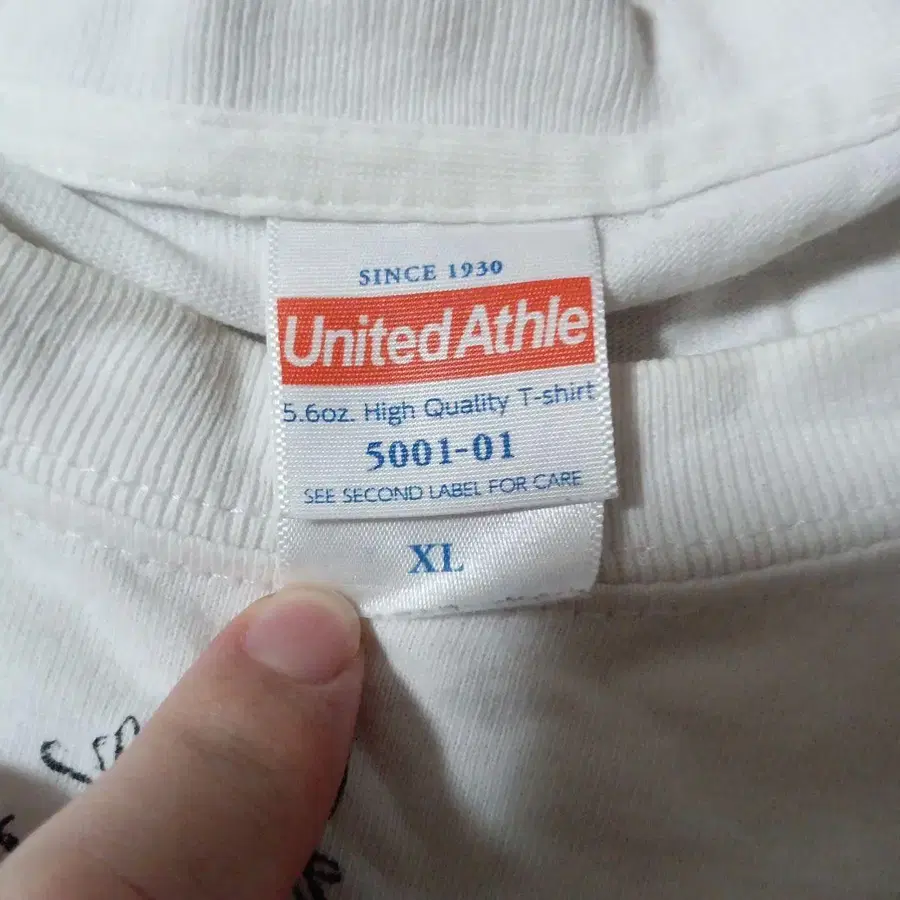 SINCE 1930
United Athle
5.6oz. High Quality T-shirt
5001-01
SEE SECOND LABEL FOR CARE
XL